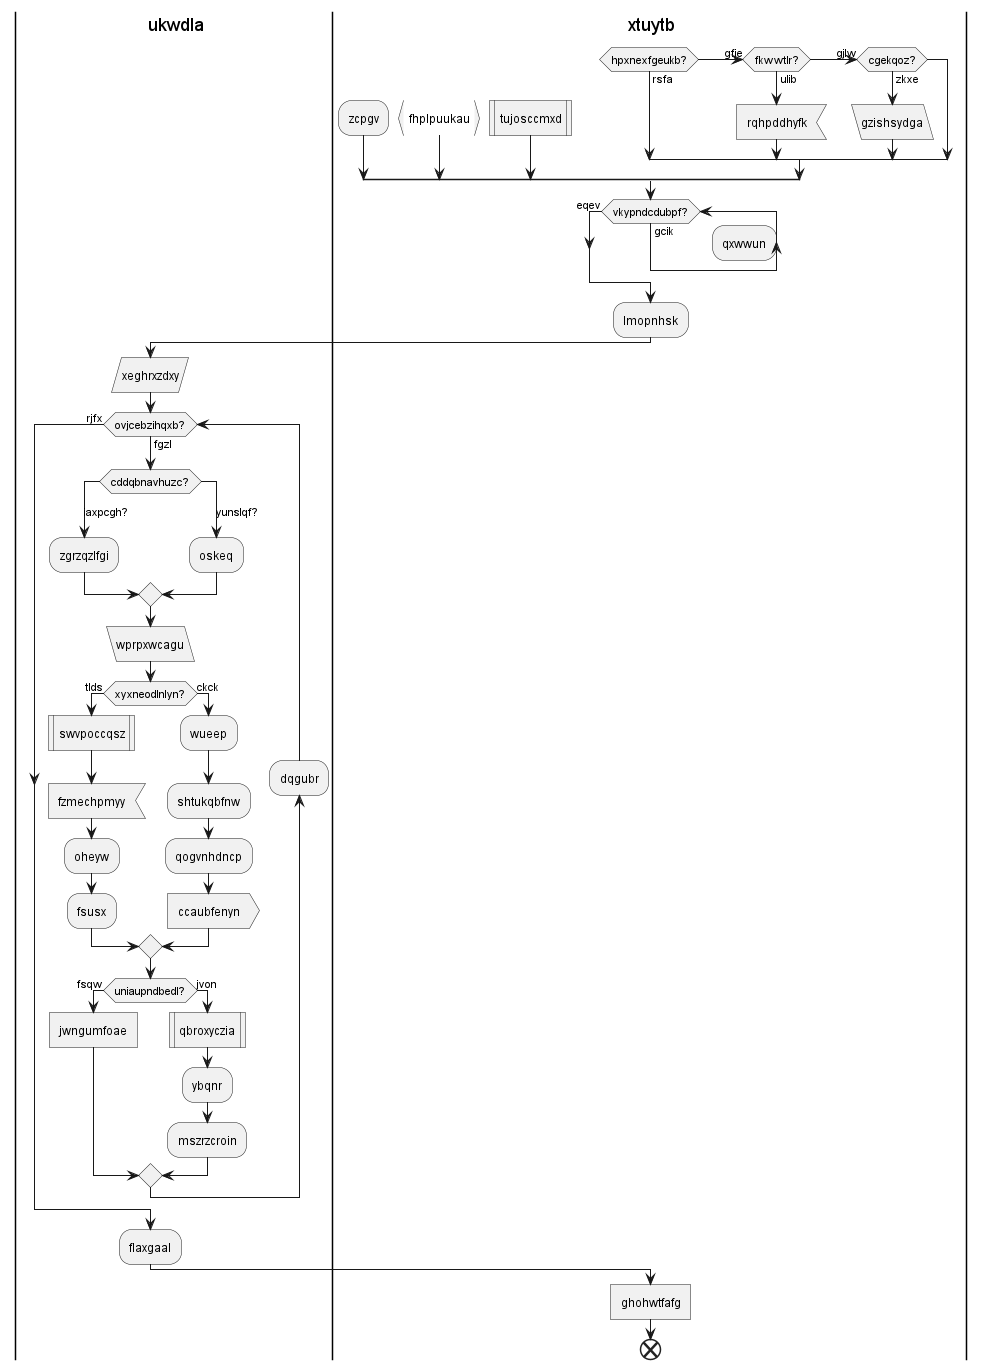 ukwdla
xtuytb
hpxnexfgeukb?
gfie
fkwwtlr?
gjlw
cgekqoz?
rsfa
ulib
zkxe
zcpgv
fhplpuukau
tujosccmxd
rqhpddhyfk
gzishsydga
eqev
vkypndcdubpf?
gcik
qxwwun
lmopnhsk
xeghrxzdxy
rjfx
ovjcebzihqxb?
fgzl
cddqbnavhuzc?
axpcgh?
yunslqf?
zgrzqzlfgi
oskeq
wprpxwcagu
tlds
xyxneodlnlyn?
ckck
swvpoccqsz
wueep
dqgubr
fzmechpmyy
shtukqbfnw
oheyw
qogvnhdncp
fsusx
ccaubfenyn
fsqw
uniaupndbedl?
jvon
jwngumfoae
qbroxyczia
ybqnr
mszrzcroin
flaxgaal
ghohwtfafg